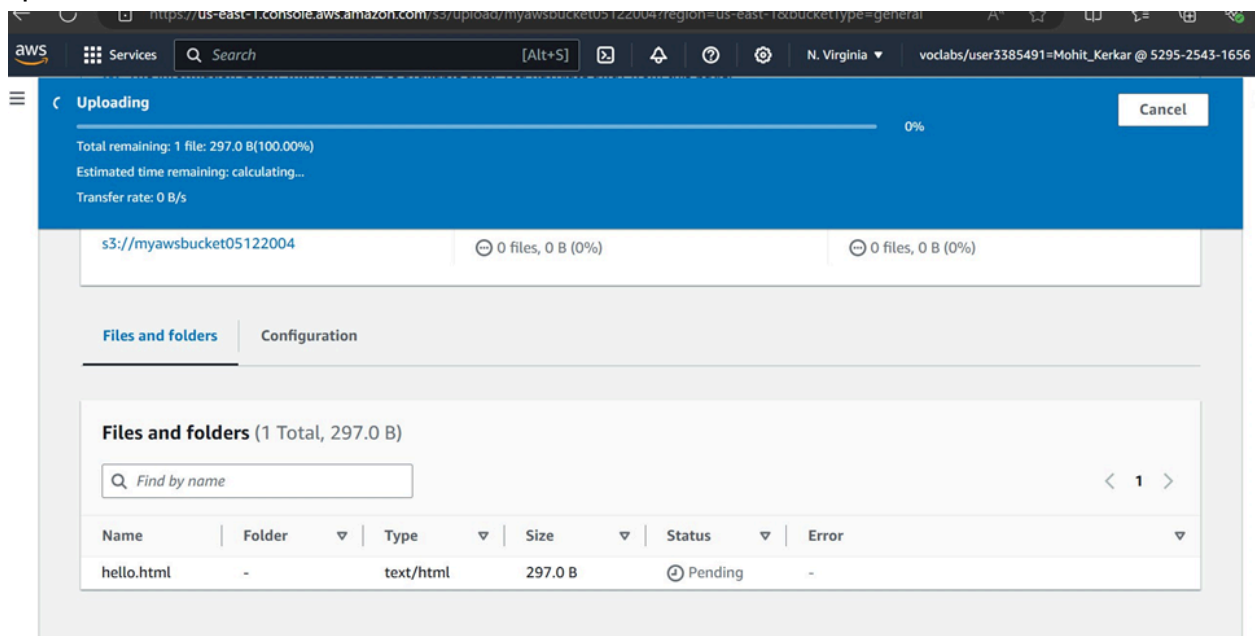 https://us-east-1.console.aws.amazon.com/s3/upload/myawsbucket05122004?region=us-east-1&bucketType=general
aws Services Search [Alt+S] N. Virginia voclabs/user3385491=Mohit_Kerkar @ 5295-2543-1656
Uploading Cancel
0%
Total remaining: 1 file: 297.0 B(100.00%)
Estimated time remaining: calculating...
Transfer rate: 0 B/s
s3://myawsbucket05122004 0 files, 0 B (0%) 0 files, 0 B (0%)
Files and folders Configuration
Files and folders (1 Total, 297.0 B)
Find by name 1
Name Folder Type Size Status Error
hello.html - text/html 297.0 B Pending -